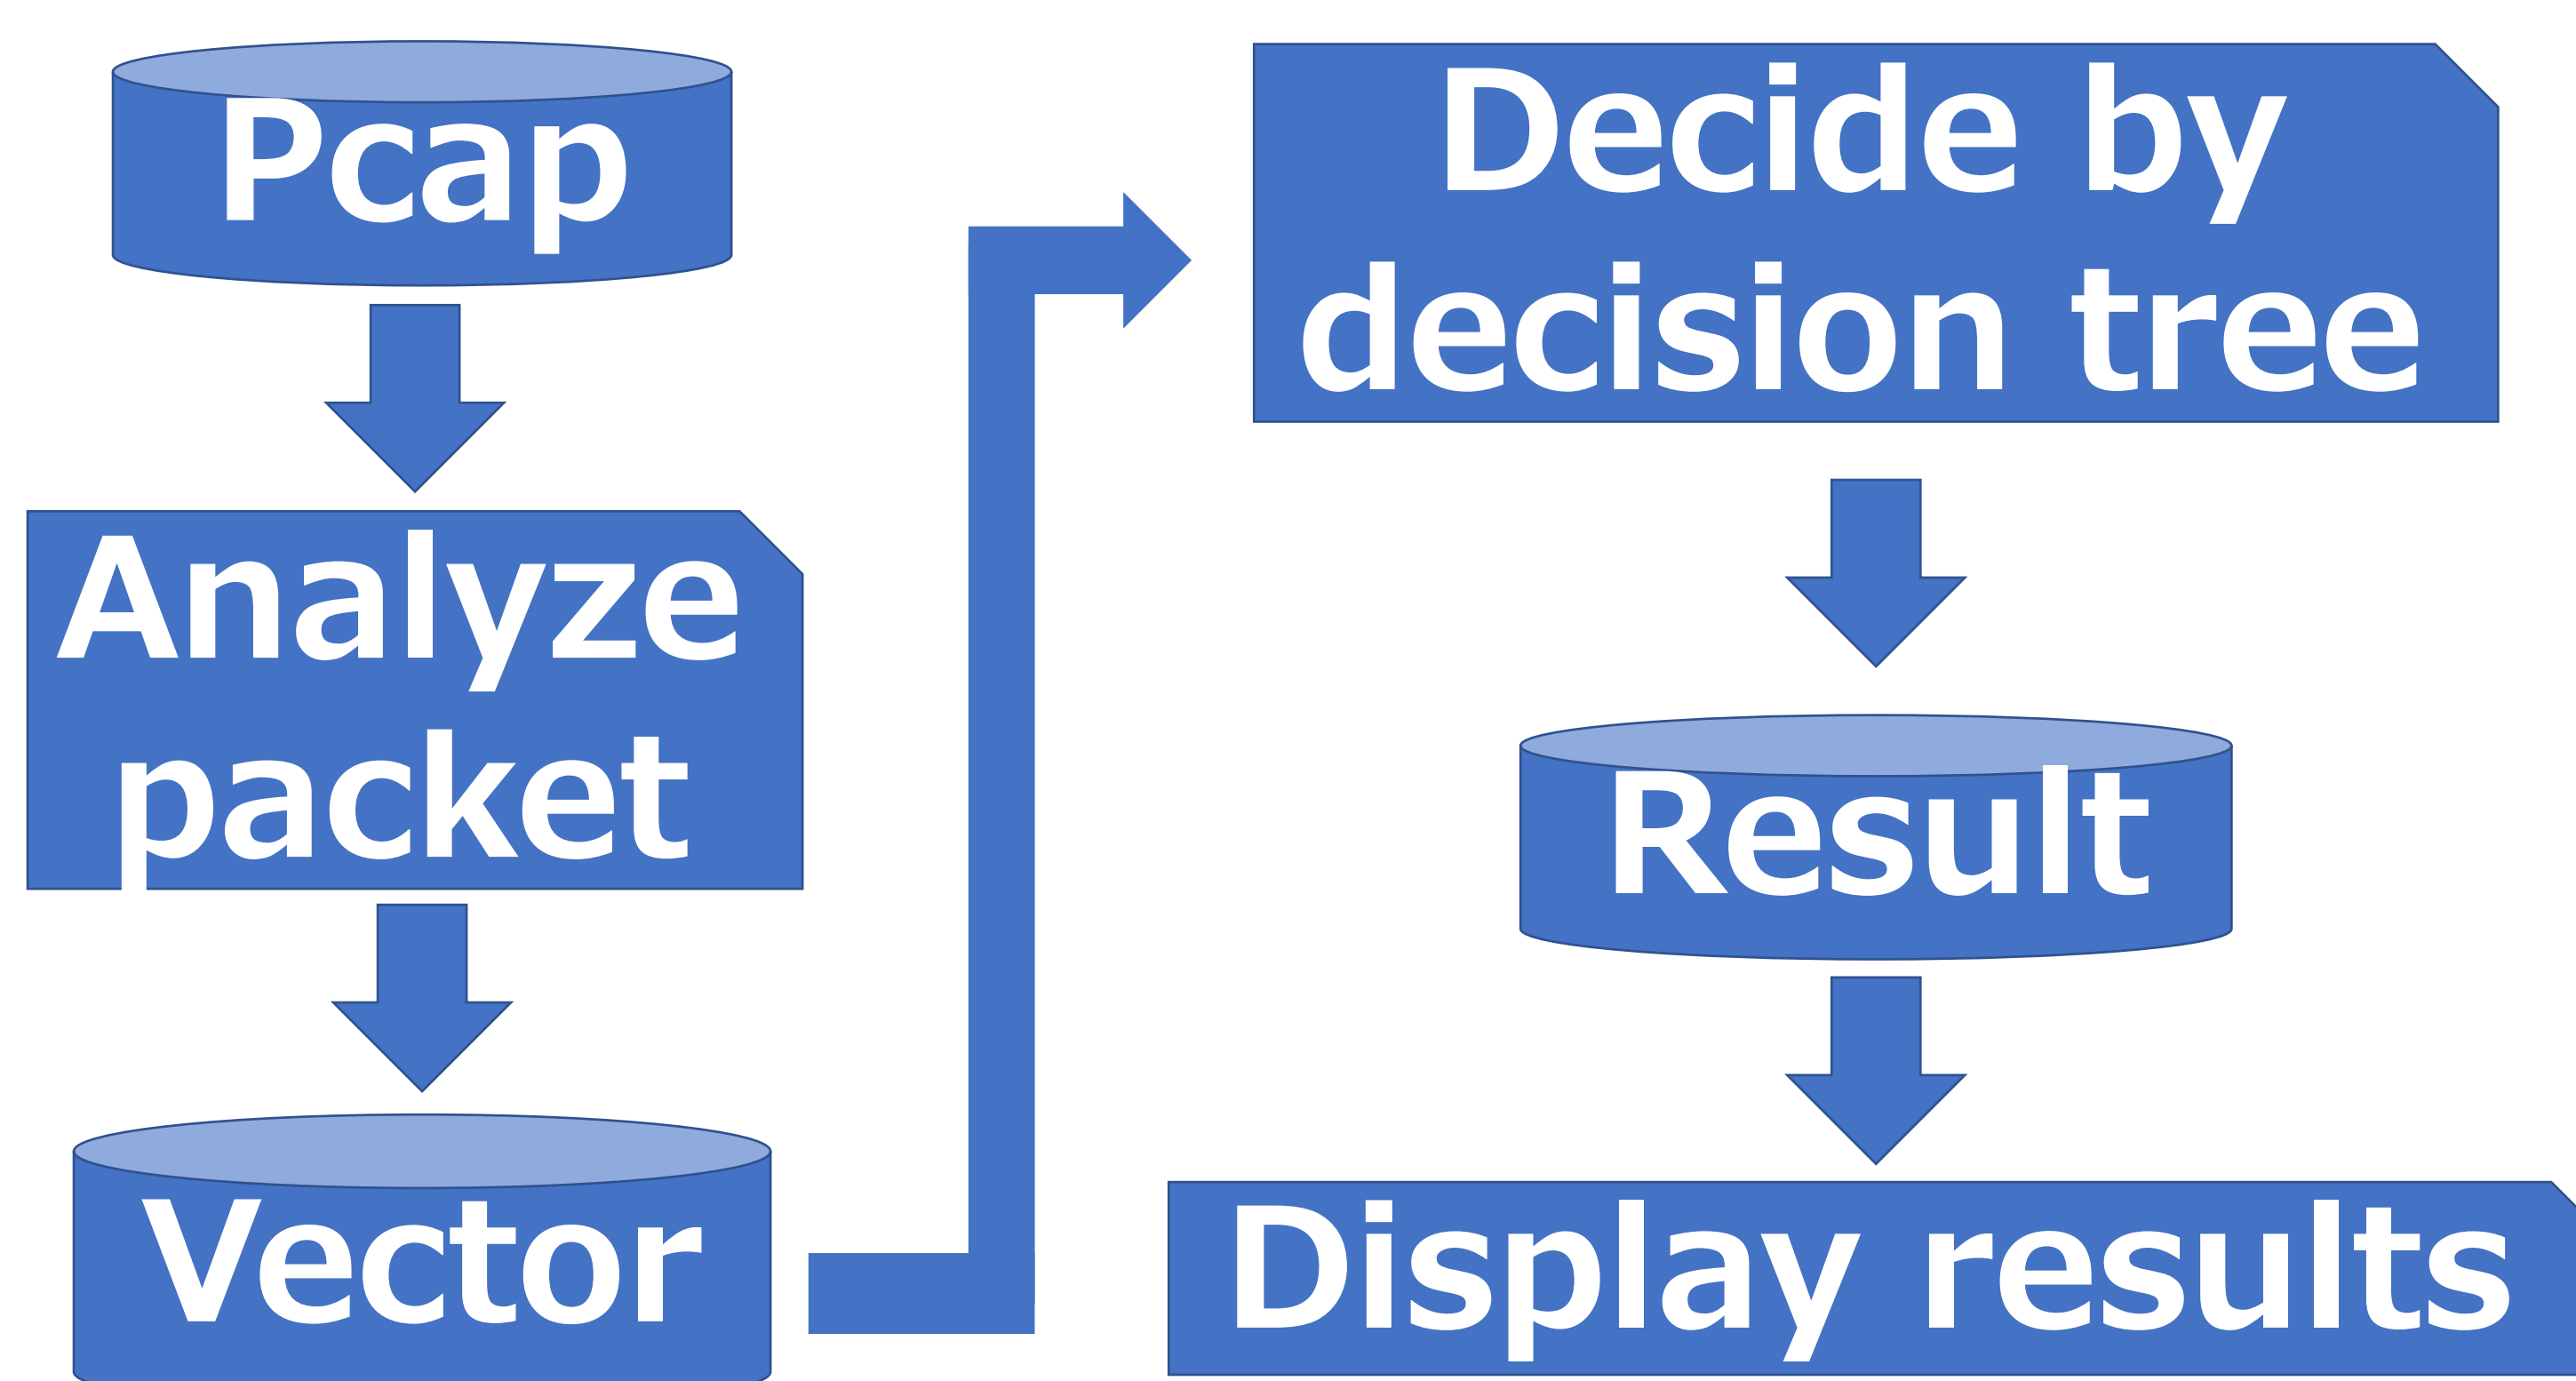 Pcap
Analyze
packet
Vector
Decide by
decision tree
Result
Display results